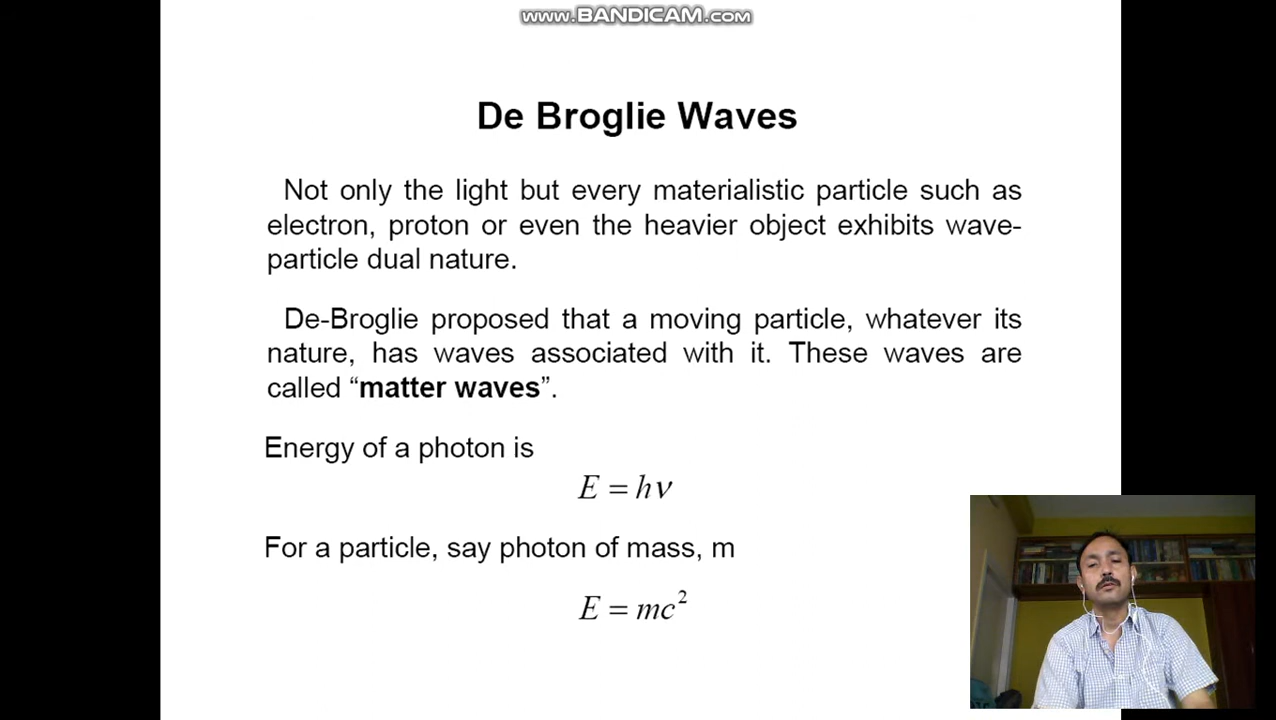 www.BANDICAM.com
De Broglie Waves
Not only the light but every materialistic particle such as
electron, proton or even the heavier object exhibits wave-
particle dual nature.
De-Broglie proposed that a moving particle, whatever its
nature, has waves associated with it. These waves are
called “matter waves”.
Energy of a photon is
E = hν
For a particle, say photon of mass, m
E = mc²